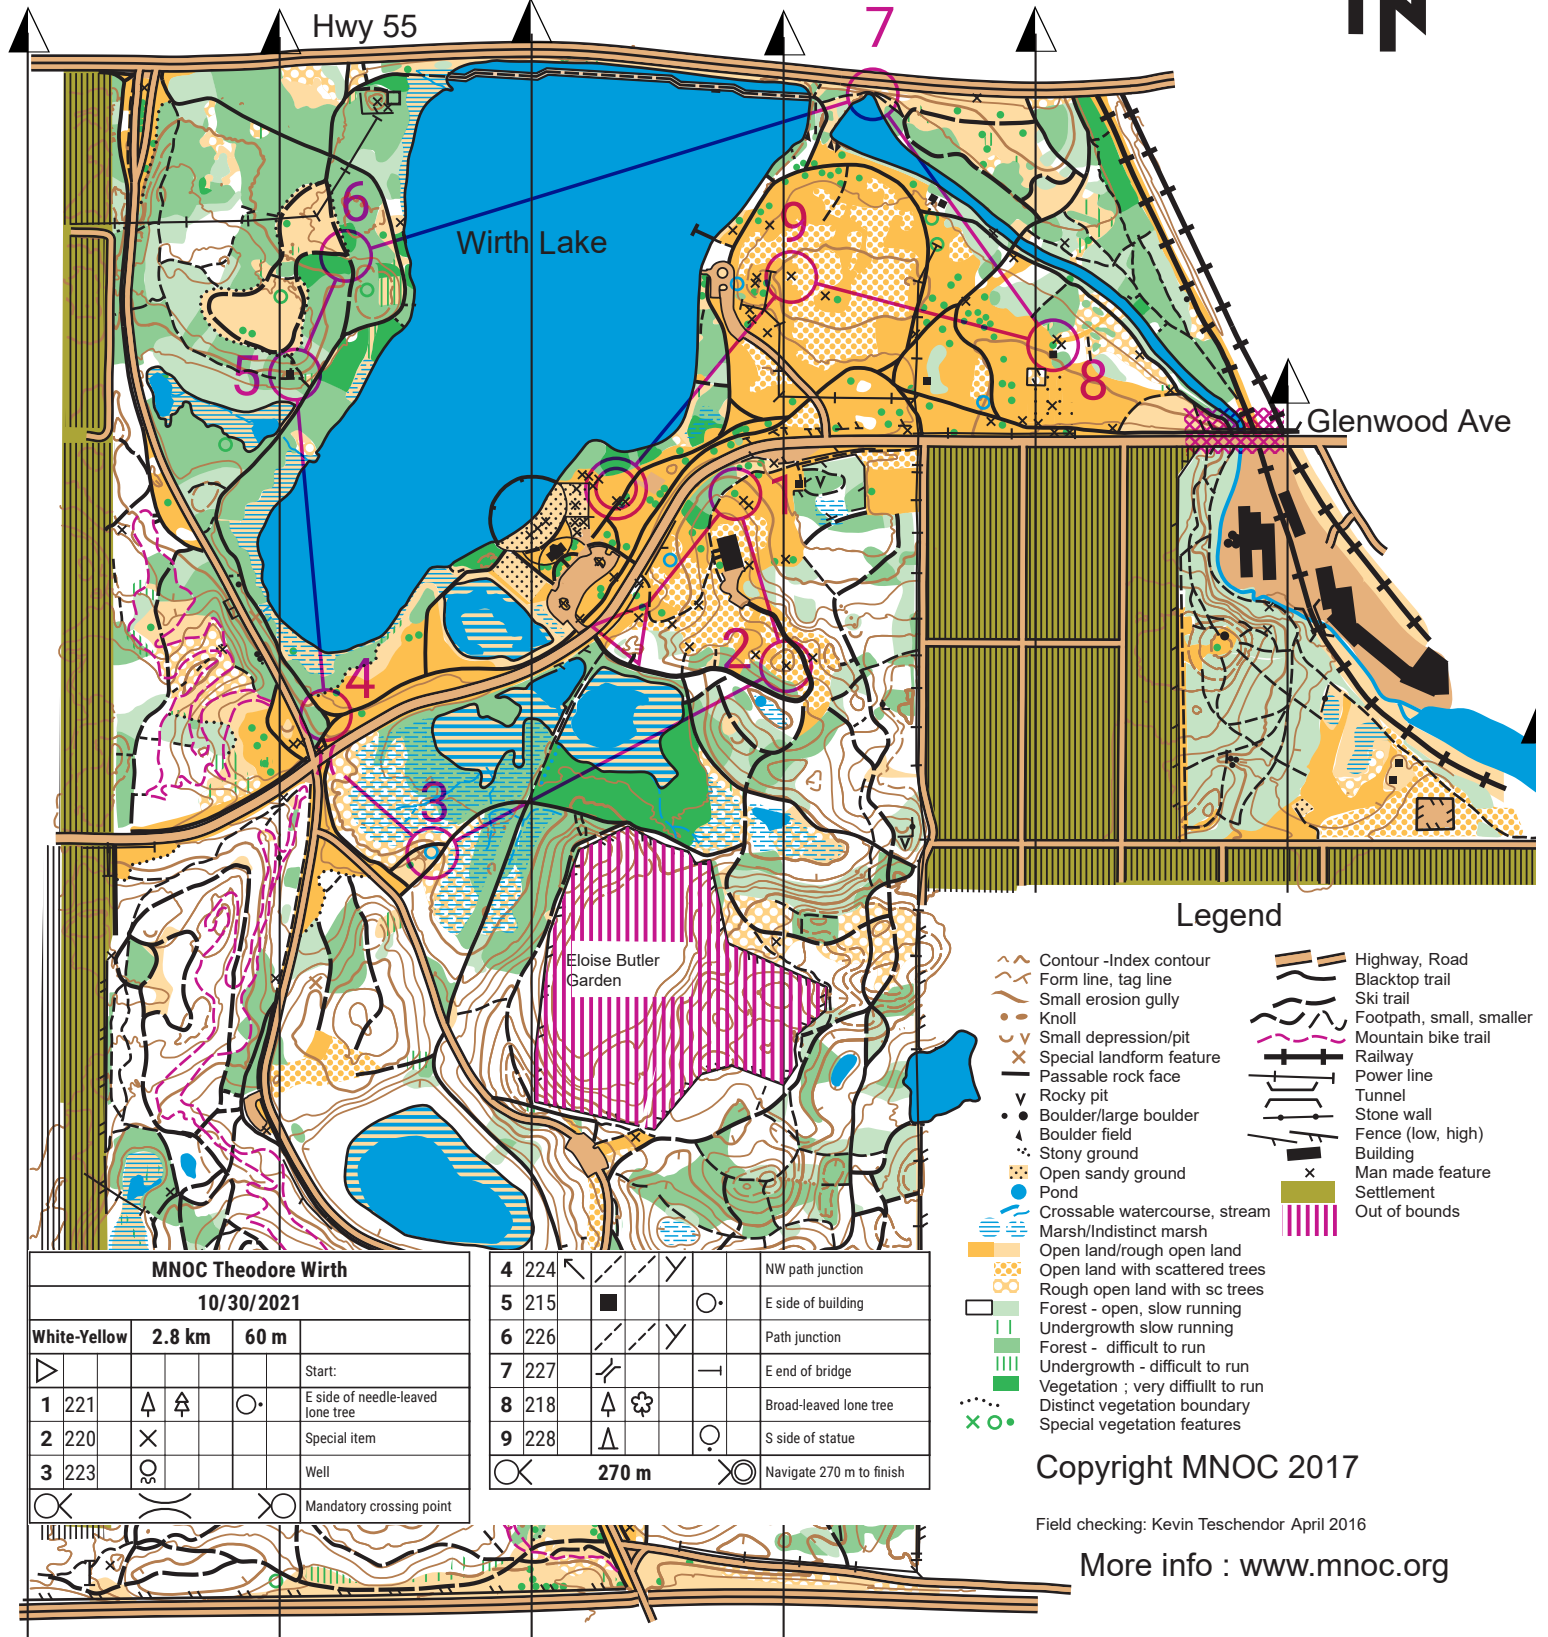 N
Hwy 55
7
6
9
Wirth Lake
5
8
Glenwood Ave
1
2
4
3
Eloise Butler
Garden
Legend
Contour -Index contour
Form line, tag line
Small erosion gully
Knoll
Small depression/pit
Special landform feature
Passable rock face
Rocky pit
Boulder/large boulder
Boulder field
Stony ground
Open sandy ground
Pond
Crossable watercourse, stream
Marsh/Indistinct marsh
Open land/rough open land
Open land with scattered trees
Rough open land with sc trees
Forest - open, slow running
Undergrowth slow running
Forest - difficult to run
Undergrowth - difficult to run
Vegetation ; very diffiullt to run
Distinct vegetation boundary
Special vegetation features
Highway, Road
Blacktop trail
Ski trail
Footpath, small, smaller
Mountain bike trail
Railway
Power line
Tunnel
Stone wall
Fence (low, high)
Building
Man made feature
Settlement
Out of bounds
MNOC Theodore Wirth
10/30/2021
White-Yellow 2.8 km 60 m
Start:
1 221 E side of needle-leaved
lone tree
2 220 Special item
3 223 Well
Mandatory crossing point
4 224 NW path junction
5 215 E side of building
6 226 Path junction
7 227 E end of bridge
8 218 Broad-leaved lone tree
9 228 S side of statue
270 m Navigate 270 m to finish
Copyright MNOC 2017
Field checking: Kevin Teschendor April 2016
More info : www.mnoc.org